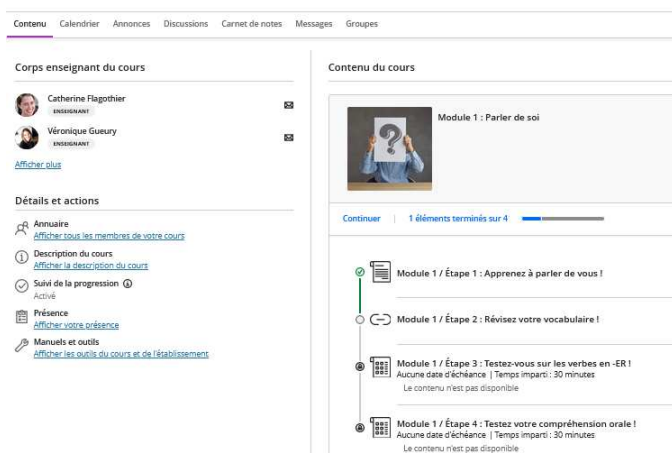 Contenu Calendrier Annonces Discussions Carnet de notes Messages Groupes
Corps enseignant du cours
Catherine Flagothier
ENSEIGNANT
Véronique Gueury
ENSEIGNANT
Afficher plus
Détails et actions
Annuaire
Afficher tous les membres de votre cours
Description du cours
Afficher la description du cours
Suivi de la progression
Activé
Présence
Afficher votre présence
Manuels et outils
Afficher les outils du cours et de l'établissement
Contenu du cours
Module 1 : Parler de soi
Continuer | 1 éléments terminés sur 4
Module 1 / Étape 1 : Apprenez à parler de vous !
Module 1 / Étape 2 : Révisez votre vocabulaire !
Module 1 / Étape 3 : Testez-vous sur les verbes en -ER !
Aucune date d'échéance | Temps imparti : 30 minutes
Le contenu n'est pas disponible
Module 1 / Étape 4 : Testez votre compréhension orale !
Aucune date d'échéance | Temps imparti : 30 minutes
Le contenu n'est pas disponible